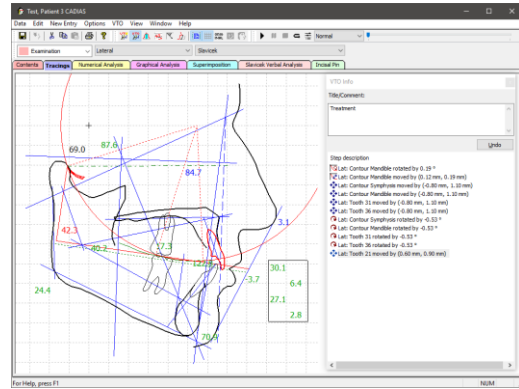 Test, Patient 3 CADIAS
Data Edit New Entry Options VTO View Window Help
Normal
Examination Lateral Slavicek
Contents Tracings Numerical Analysis Graphical Analysis Superimposition Slavicek Verbal Analysis Incisal Pin
VTO Info
Title/Comment:
Treatment
Undo
Step description
Lat: Contour Mandible rotated by 0.19 °
Lat: Contour Mandible moved by (0.12 mm, 0.19 mm)
Lat: Contour Symphysis moved by (-0.80 mm, 1.10 mm)
Lat: Contour Mandible moved by (-0.80 mm, 1.10 mm)
Lat: Tooth 31 moved by (-0.80 mm, 1.10 mm)
Lat: Tooth 36 moved by (-0.80 mm, 1.10 mm)
Lat: Contour Symphysis rotated by -0.53 °
Lat: Contour Mandible rotated by -0.53 °
Lat: Tooth 31 rotated by -0.53 °
Lat: Tooth 36 rotated by -0.53 °
Lat: Tooth 21 moved by (0.60 mm, 0.90 mm)
69.0
87.6
84.7
3.1
42.3
40.2
17.3
-3.7
24.4
30.1
6.4
27.1
2.8
For Help, press F1
NUM